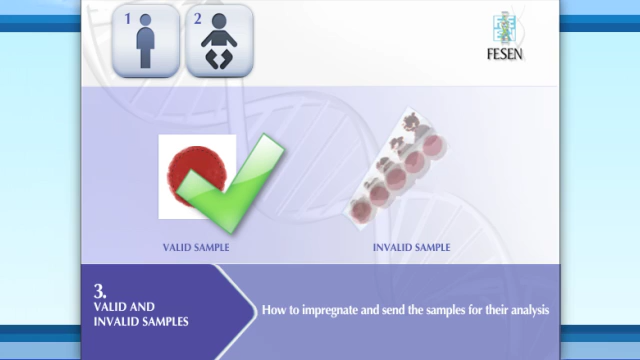 1
2
FESEN
VALID SAMPLE
INVALID SAMPLE
3.
VALID AND
INVALID SAMPLES
How to impregnate and send the samples for their analysis